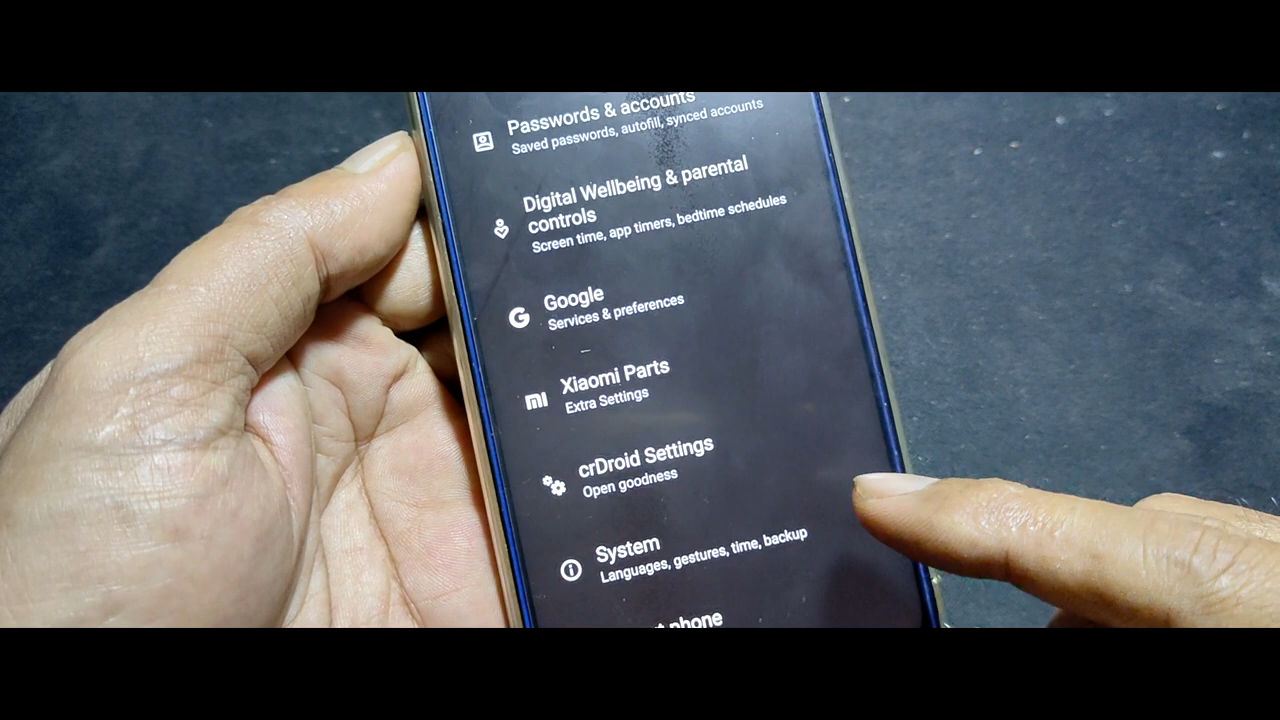 Passwords & accounts
Saved passwords, autofill, synced accounts
Digital Wellbeing & parental
controls
Screen time, app timers, bedtime schedules
Google
Services & preferences
Xiaomi Parts
Extra Settings
crDroid Settings
Open goodness
System
Languages, gestures, time, backup
phone